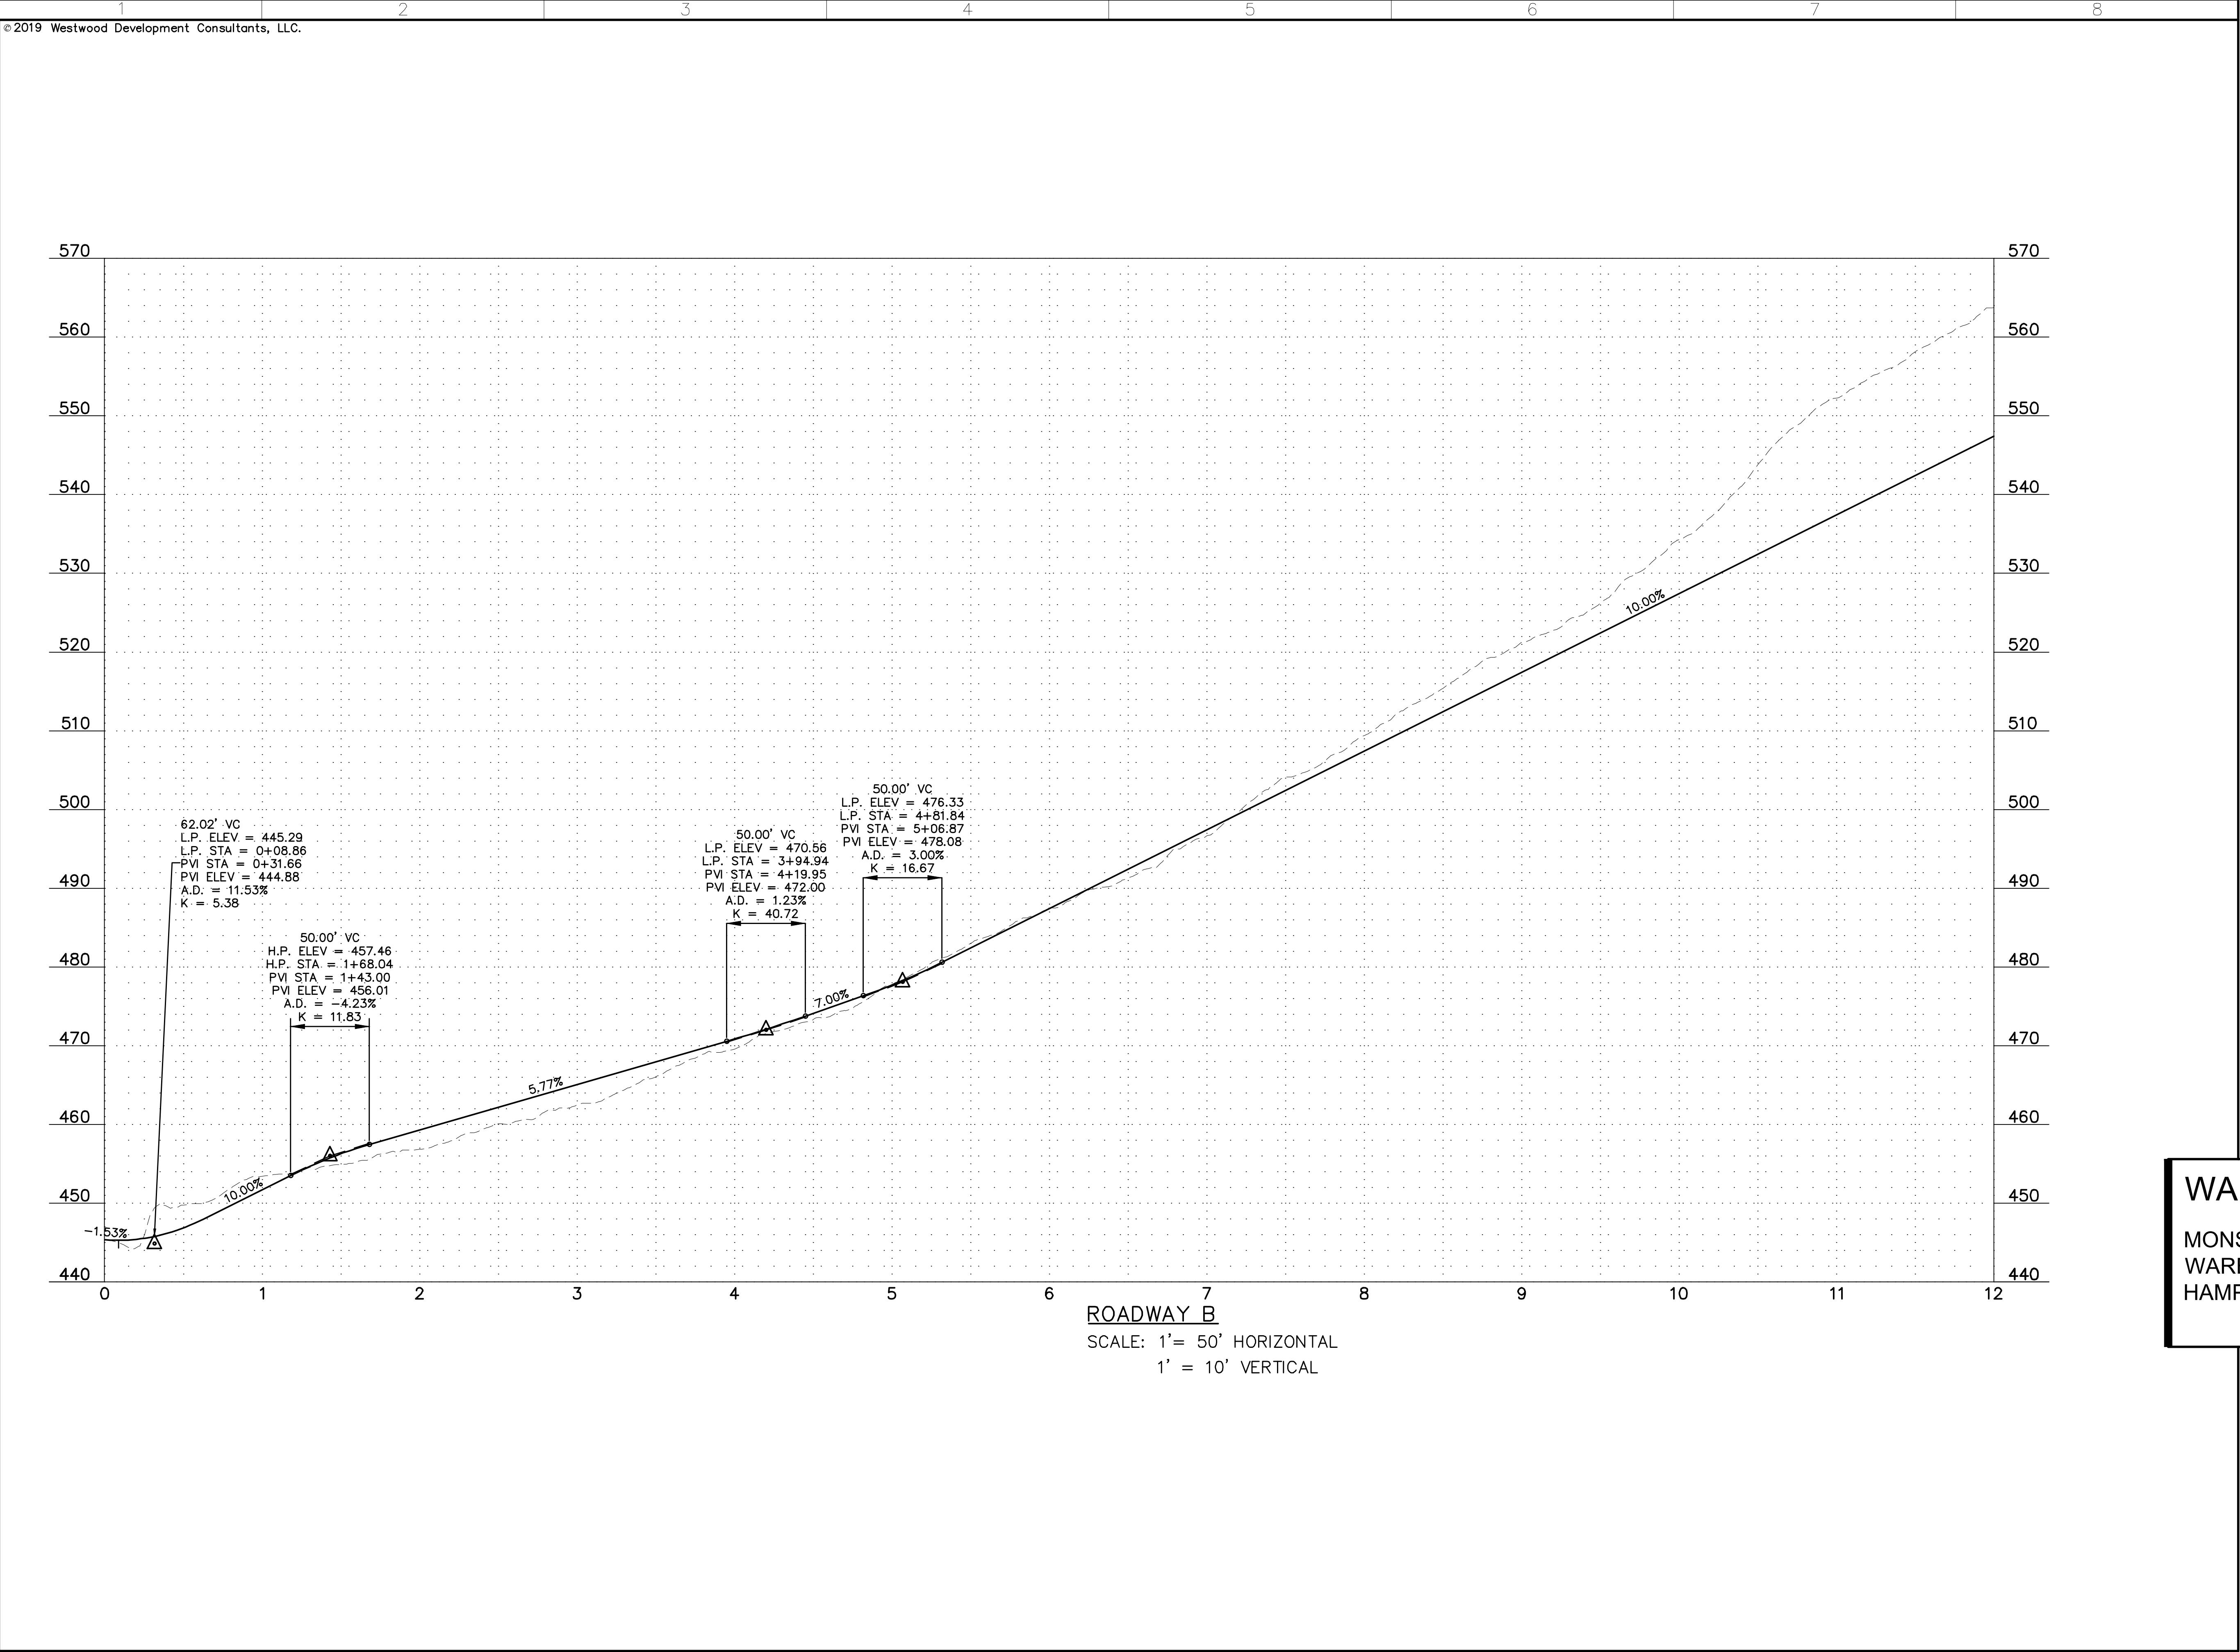 1 2 3 4 5 6 7 8
©2019 Westwood Development Consultants, LLC.
570 570
560 560
550 550
540 540
530 530
10.00%
520 520
510 510
500 500
50.00' VC
L.P. ELEV = 476.33
L.P. STA = 4+81.84
PVI STA = 5+06.87
PVI ELEV = 478.08
A.D. = 3.00%
K = 16.67
62.02' VC
L.P. ELEV = 445.29
L.P. STA = 0+08.86
PVI STA = 0+31.66
PVI ELEV = 444.88
A.D. = 11.53%
K = 5.38
50.00' VC
L.P. ELEV = 470.56
L.P. STA = 3+94.94
PVI STA = 4+19.95
PVI ELEV = 472.00
A.D. = 1.23%
K = 40.72
490 490
50.00' VC
H.P. ELEV = 457.46
H.P. STA = 1+68.04
PVI STA = 1+43.00
PVI ELEV = 456.01
A.D. = -4.23%
K = 11.83
480 480
7.00%
470 470
5.77%
460 460
10.00%
450 450
-1.53%
440 440
0 1 2 3 4 5 6 7 8 9 10 11 12
ROADWAY B
SCALE: 1'= 50' HORIZONTAL
1' = 10' VERTICAL
WA
MONS